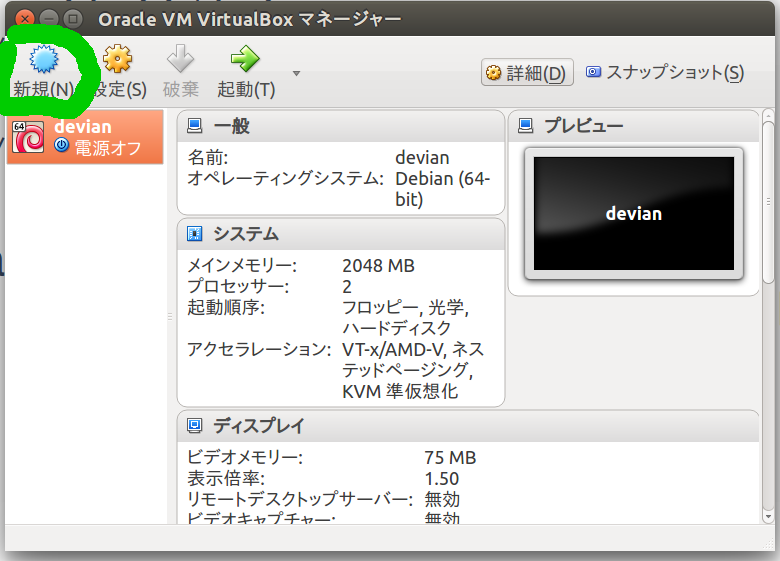 Oracle VM VirtualBox マネージャー
新規(N) 設定(S) 破棄 起動(T) 詳細(D) スナップショット(S)
64 devian
電源オフ
一般
名前: devian
オペレーティングシステム: Debian (64-
bit)
プレビュー
devian
システム
メインメモリー: 2048 MB
プロセッサー: 2
起動順序: フロッピー, 光学,
ハードディスク
アクセラレーション: VT-x/AMD-V, ネス
テッドページング,
KVM 準仮想化
ディスプレイ
ビデオメモリー: 75 MB
表示倍率: 1.50
リモートデスクトップサーバー: 無効
ビデオキャプチャー: 無効